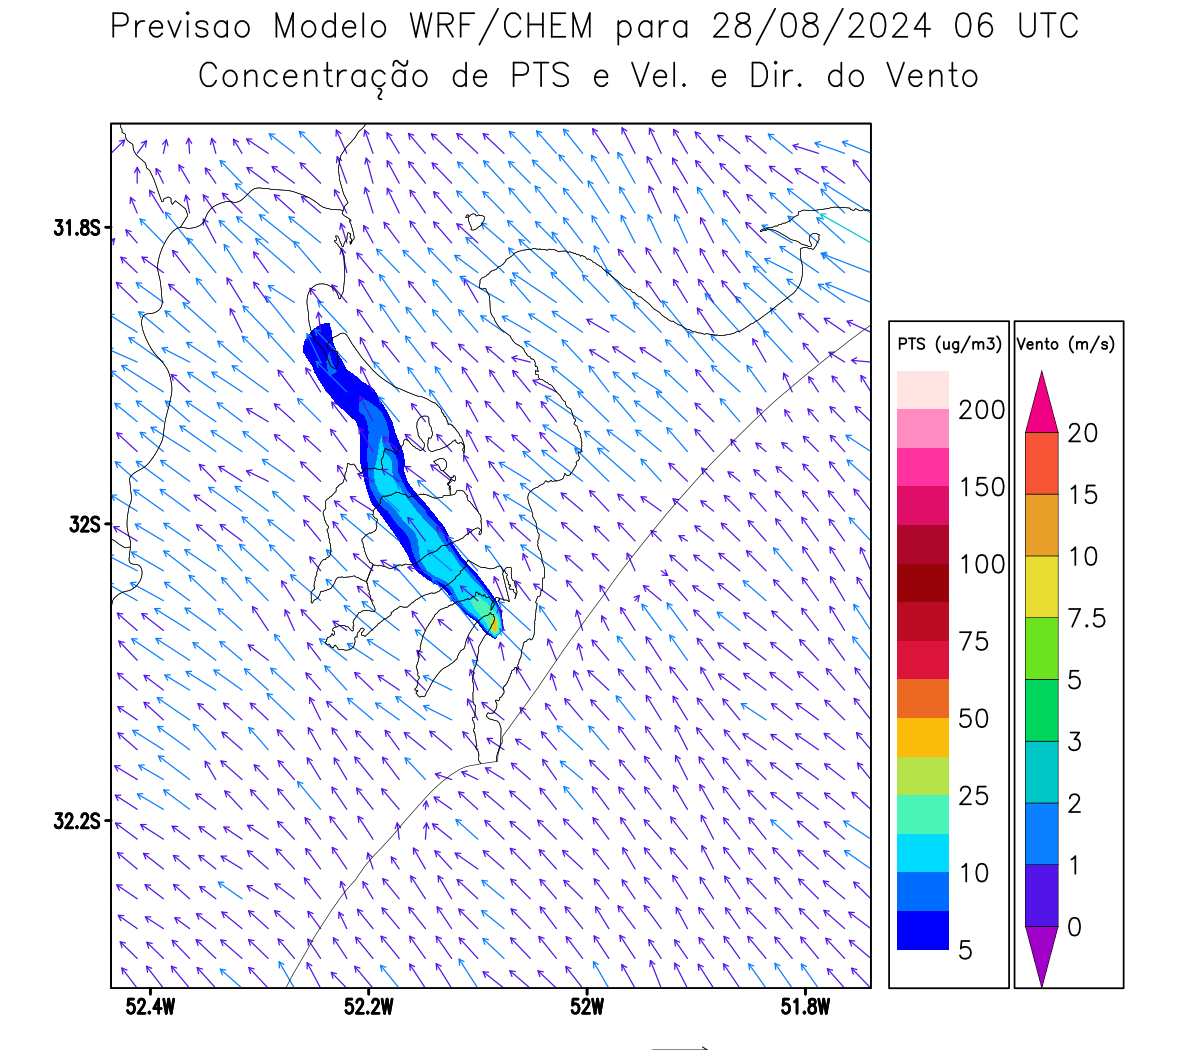 Previsao Modelo WRF/CHEM para 28/08/2024 06 UTC
Concentração de PTS e Vel. e Dir. do Vento
31.8S
32S
32.2S
52.4W 52.2W 52W 51.8W
PTS (ug/m3)
200
150
100
75
50
25
10
5
Vento (m/s)
20
15
10
7.5
5
3
2
1
0